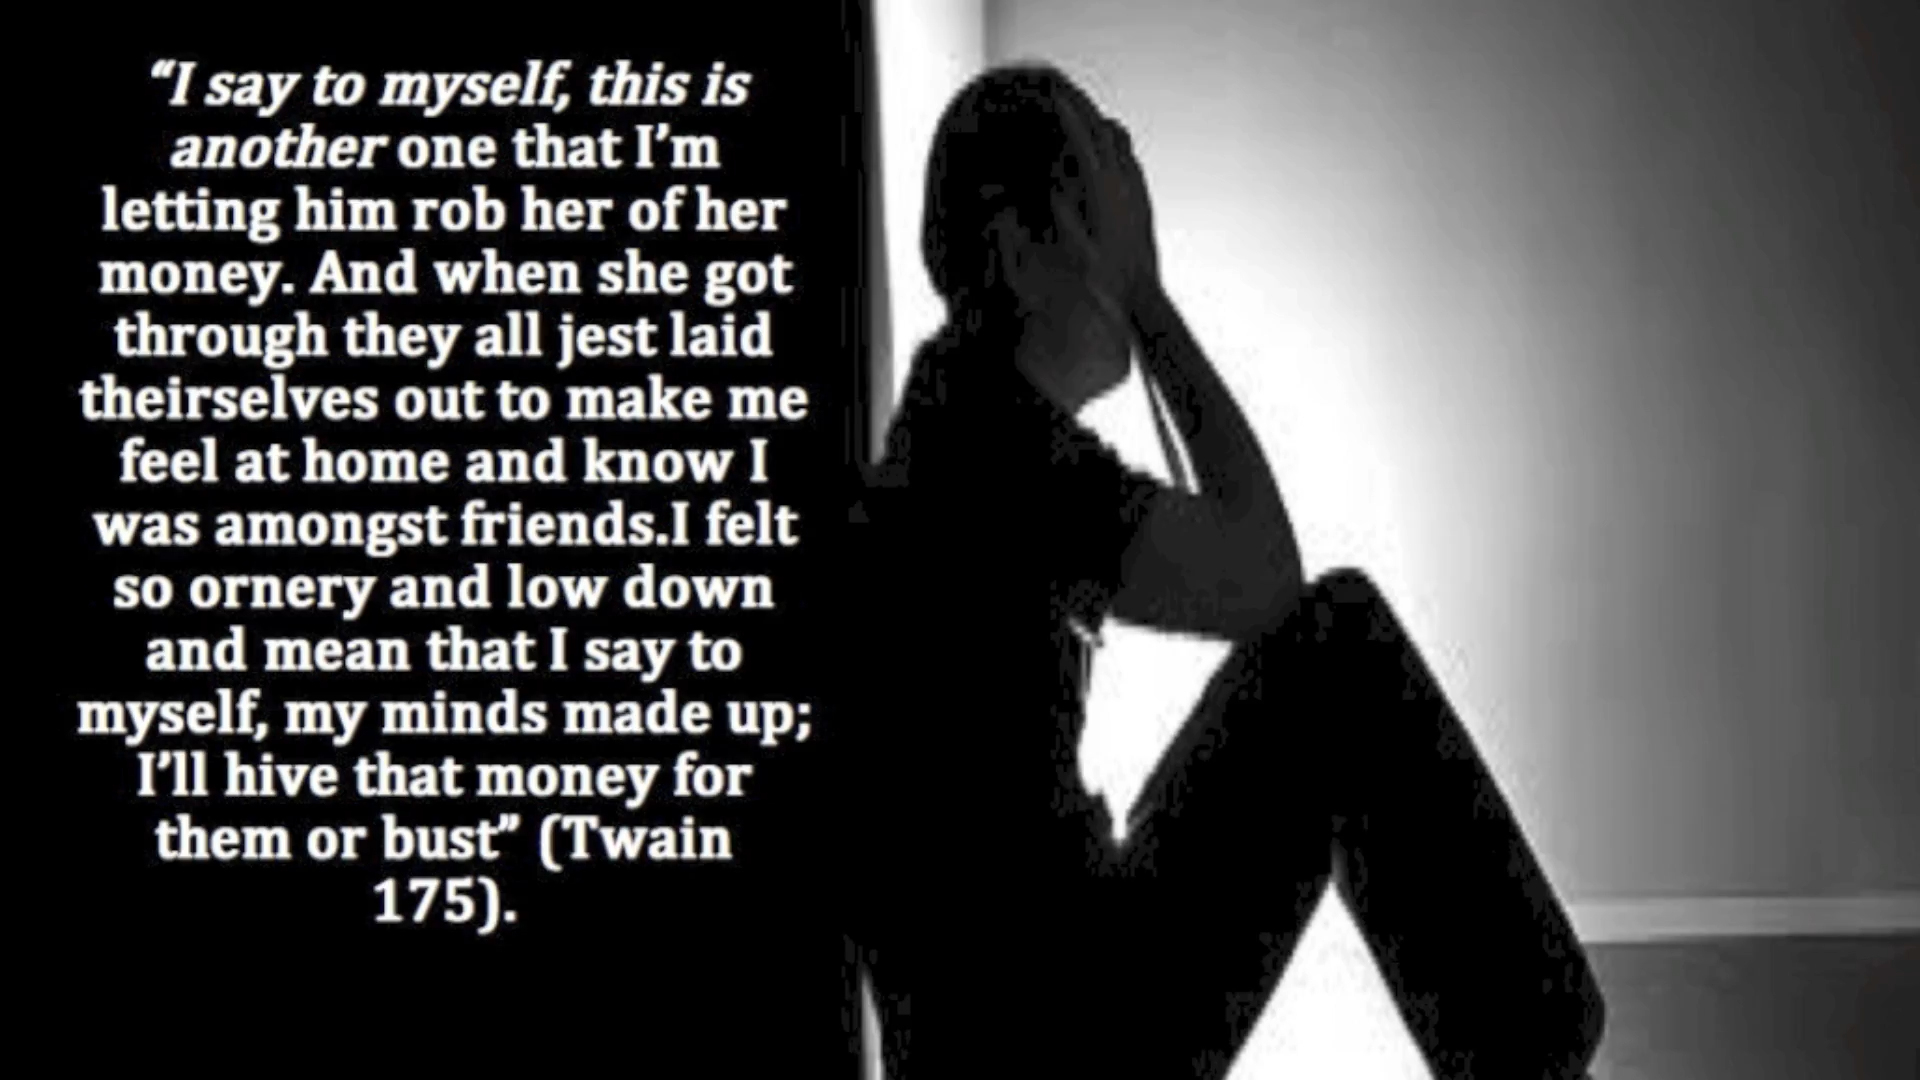 “I say to myself, this is
another one that I’m
letting him rob her of her
money. And when she got
through they all jest laid
theirselves out to make me
feel at home and know I
was amongst friends.I felt
so ornery and low down
and mean that I say to
myself, my minds made up;
I’ll hive that money for
them or bust” (Twain
175).